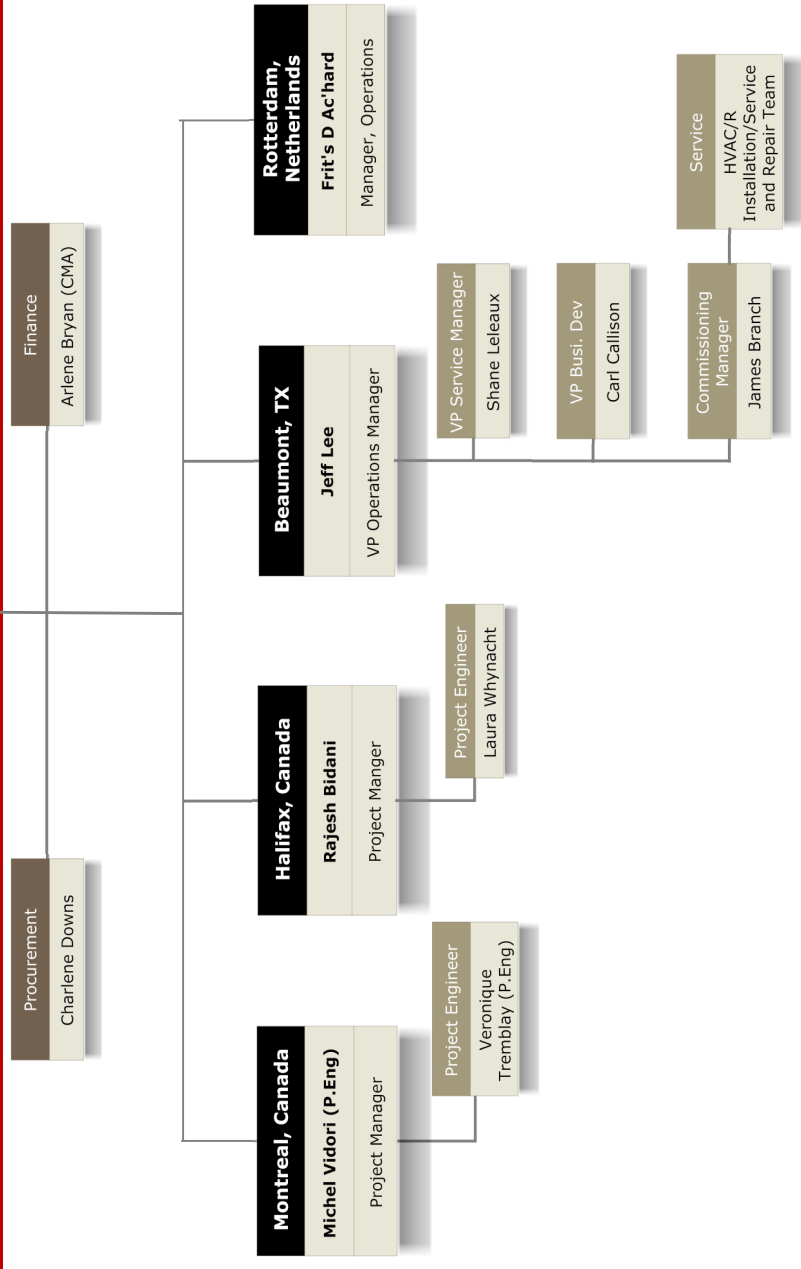 Procurement
Charlene Downs
Finance
Arlene Bryan (CMA)
Montreal, Canada
Michel Vidori (P.Eng)
Project Manager
Halifax, Canada
Rajesh Bidani
Project Manger
Beaumont, TX
Jeff Lee
VP Operations Manager
Rotterdam,
Netherlands
Frit's D Ac'hard
Manager, Operations
Project Engineer
Veronique
Tremblay (P.Eng)
Project Engineer
Laura Whynacht
VP Service Manager
Shane Leleaux
VP Busi. Dev
Carl Callison
Commissioning
Manager
James Branch
Service
HVAC/R
Installation/Service
and Repair Team